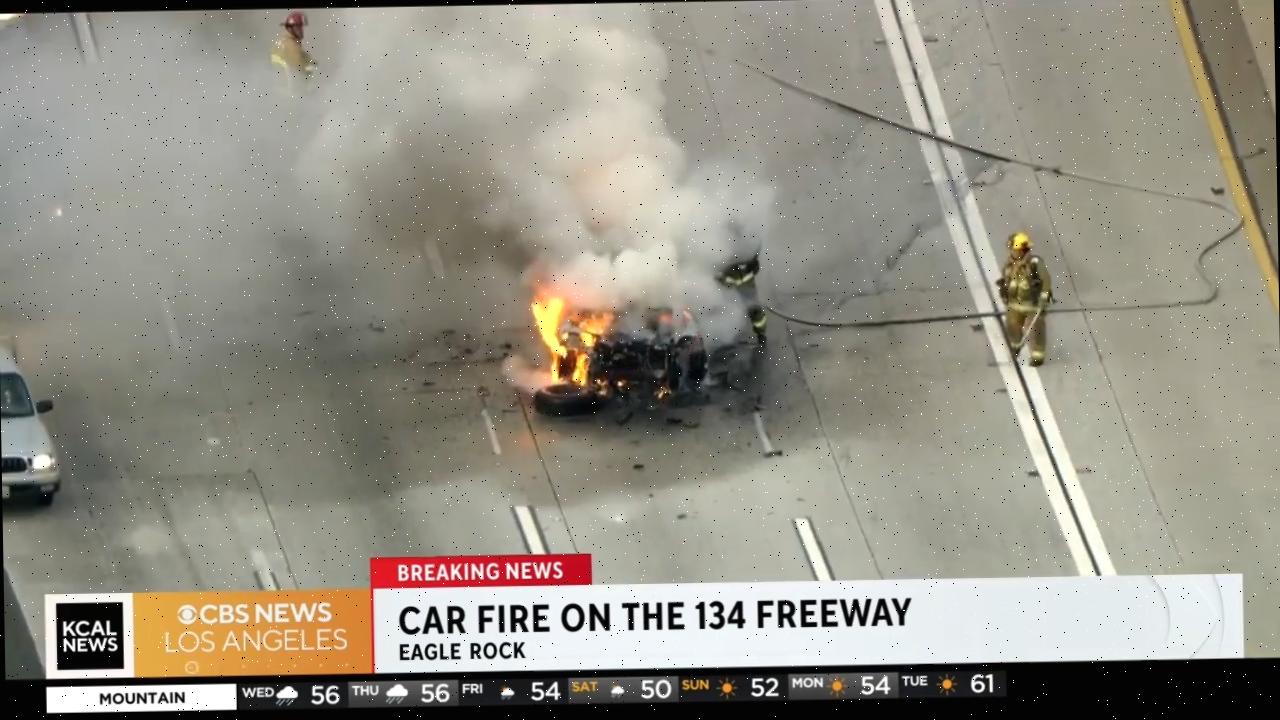 BREAKING NEWS
KCAL
NEWS
CBS NEWS
LOS ANGELES
CAR FIRE ON THE 134 FREEWAY
EAGLE ROCK
MOUNTAIN WED 56 THU 56 FRI 54 SAT 50 SUN 52 MON 54 TUE 61